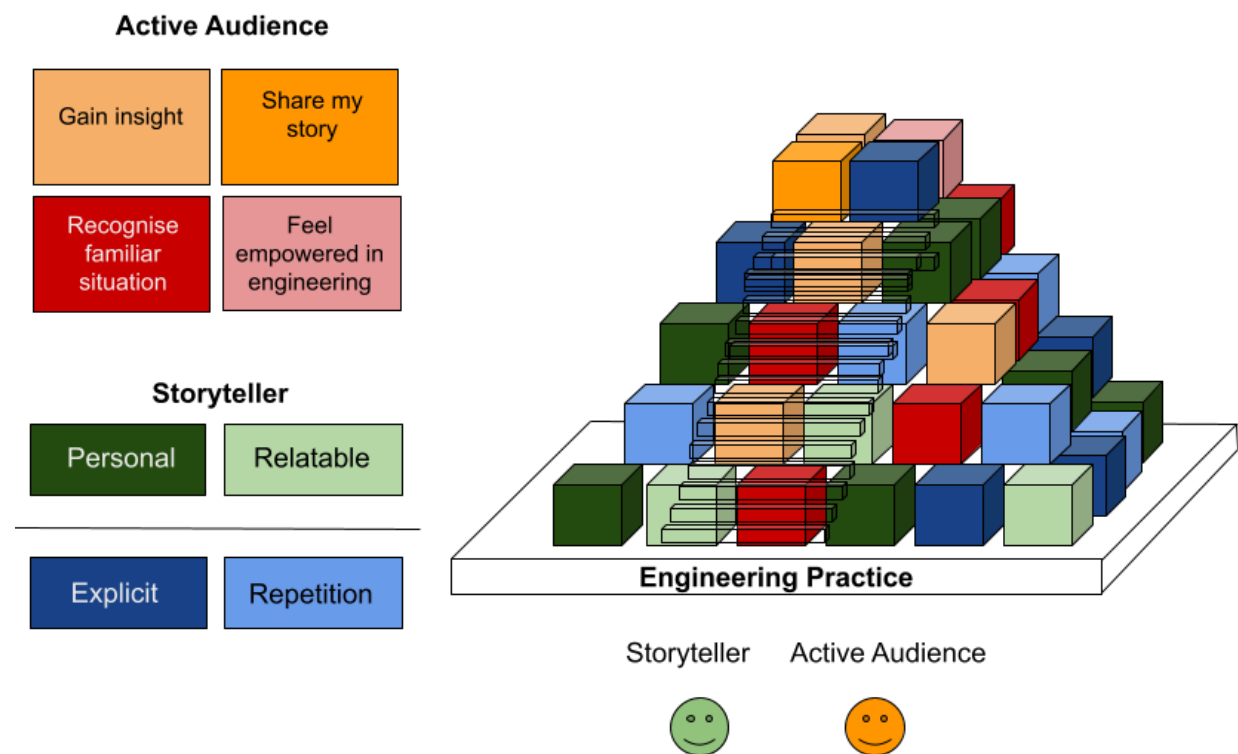 Active Audience
Gain insight
Share my
story
Recognise
familiar
situation
Feel
empowered in
engineering
Storyteller
Personal
Relatable
Explicit
Repetition
Engineering Practice
Storyteller
Active Audience